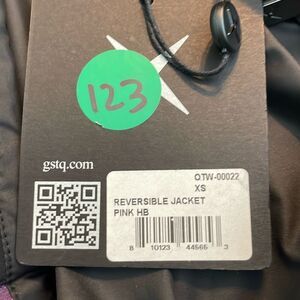 123
gstq.com
OTW-00022
XS
REVERSIBLE JACKET
PINK HB
8 10123 44565 3